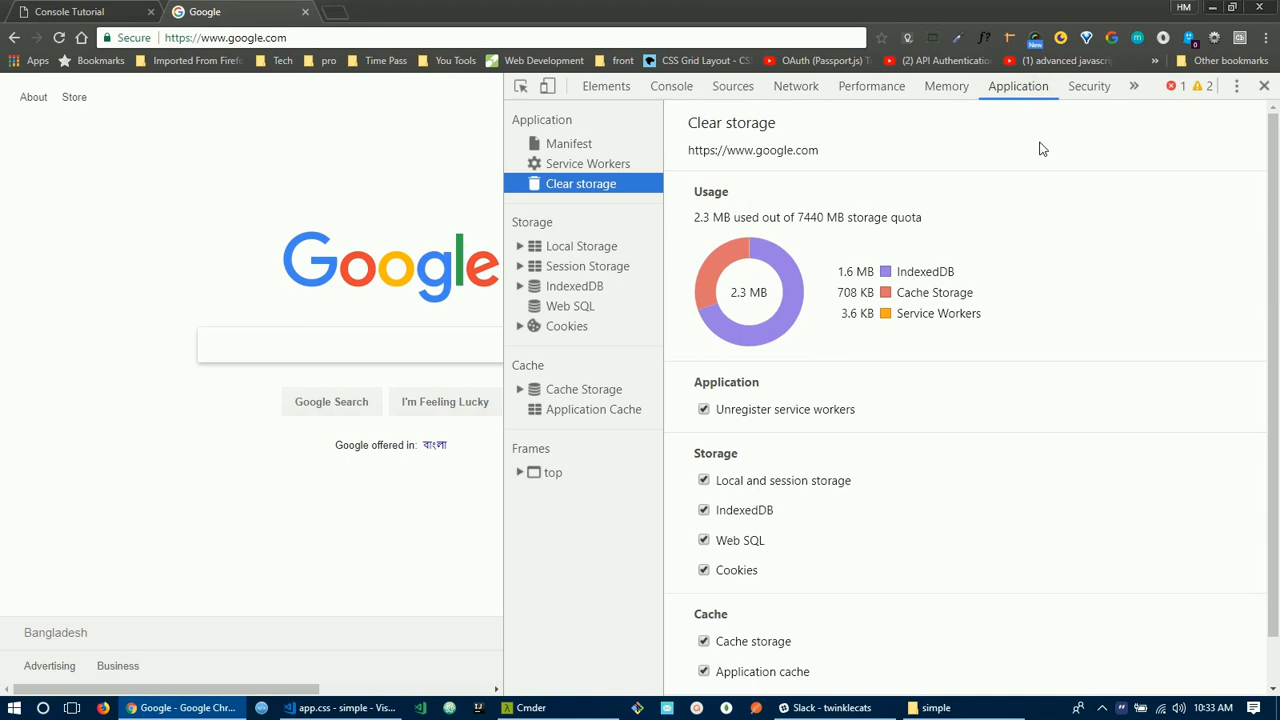 Console Tutorial
Google
HM
Secure
https://www.google.com
New
0
Apps
Bookmarks
Imported From Firef
Tech
pro
Time Pass
You Tools
Web Development
front
CSS Grid Layout - CS
OAuth (Passport.js) T
(2) API Authentication
(1) advanced javascri
»
Other bookmarks
About
Store
Google
Google Search
I'm Feeling Lucky
Google offered in: বাংলা
Bangladesh
Advertising
Business
Elements
Console
Sources
Network
Performance
Memory
Application
Security
»
1
2
Application
Manifest
Service Workers
Clear storage
Storage
Local Storage
Session Storage
IndexedDB
Web SQL
Cookies
Cache
Cache Storage
Application Cache
Frames
top
Clear storage
https://www.google.com
Usage
2.3 MB used out of 7440 MB storage quota
2.3 MB
1.6 MB IndexedDB
708 KB Cache Storage
3.6 KB Service Workers
Application
Unregister service workers
Storage
Local and session storage
IndexedDB
Web SQL
Cookies
Cache
Cache storage
Application cache
Google - Google Chr...
app.css - simple - Vis...
Cmder
Slack - twinklecats
simple
10:33 AM